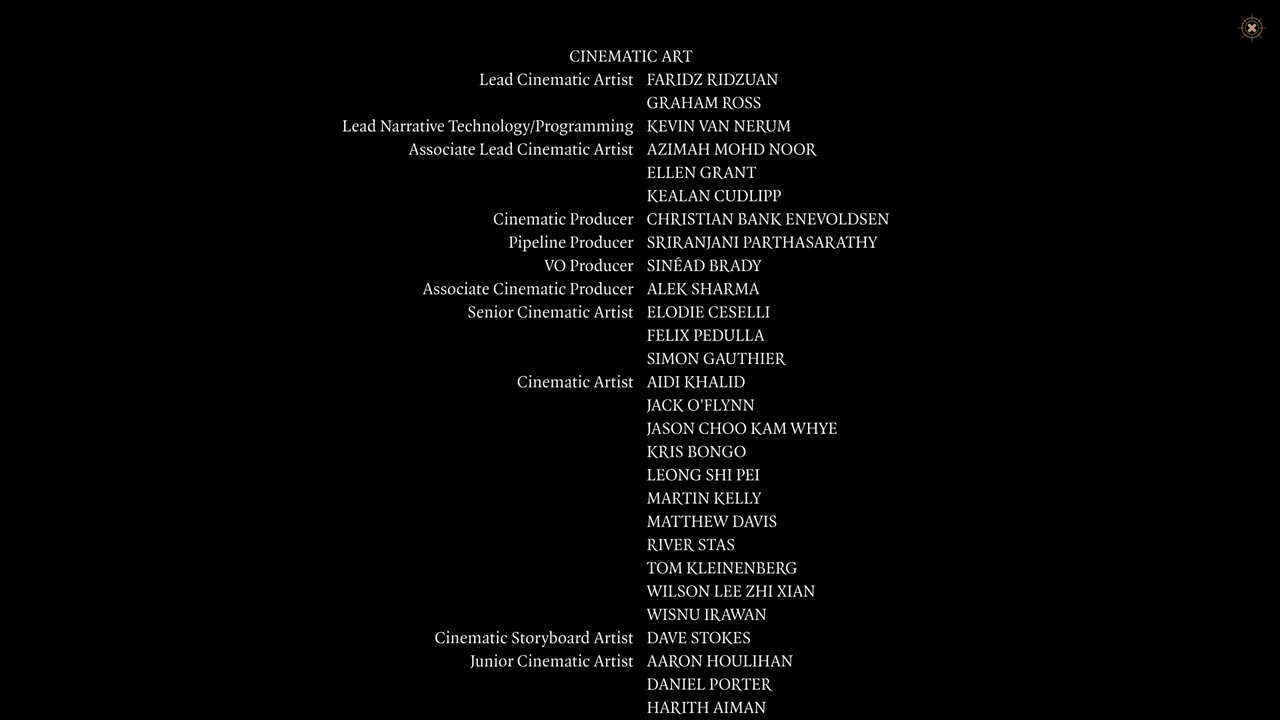 CINEMATIC ART
Lead Cinematic Artist FARIDZ RIDZUAN
GRAHAM ROSS
Lead Narrative Technology/Programming KEVIN VAN NERUM
Associate Lead Cinematic Artist AZIMAH MOHD NOOR
ELLEN GRANT
KEALAN CUDLIPP
Cinematic Producer CHRISTIAN BANK ENEVOLDSEN
Pipeline Producer SRIRANJANI PARTHASARATHY
VO Producer SINÉAD BRADY
Associate Cinematic Producer ALEK SHARMA
Senior Cinematic Artist ELODIE CESELLI
FELIX PEDULLA
SIMON GAUTHIER
Cinematic Artist AIDI KHALID
JACK O'FLYNN
JASON CHOO KAM WHYE
KRIS BONGO
LEONG SHI PEI
MARTIN KELLY
MATTHEW DAVIS
RIVER STAS
TOM KLEINENBERG
WILSON LEE ZHI XIAN
WISNU IRAWAN
Cinematic Storyboard Artist DAVE STOKES
Junior Cinematic Artist AARON HOULIHAN
DANIEL PORTER
HARITH AIMAN